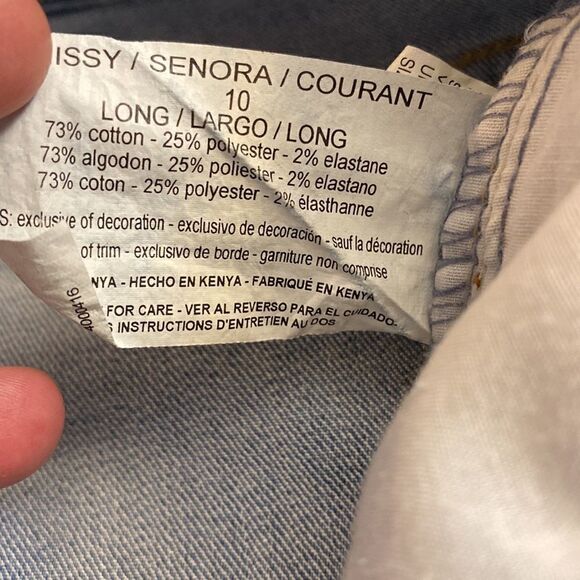 ISSY / SENORA / COURANT
10
LONG / LARGO / LONG
73% cotton - 25% polyester - 2% elastane
73% algodon - 25% poliester - 2% elastano
73% coton - 25% polyester - 2% élasthanne
S: exclusive of decoration - exclusivo de decoración - sauf la décoration
of trim - exclusivo de borde - garniture non comprise
NYA - HECHO EN KENYA - FABRIQUÉ EN KENYA
FOR CARE - VER AL REVERSO PARA EL CUIDADO-
S INSTRUCTIONS D'ENTRETIEN AU DOS
4000416